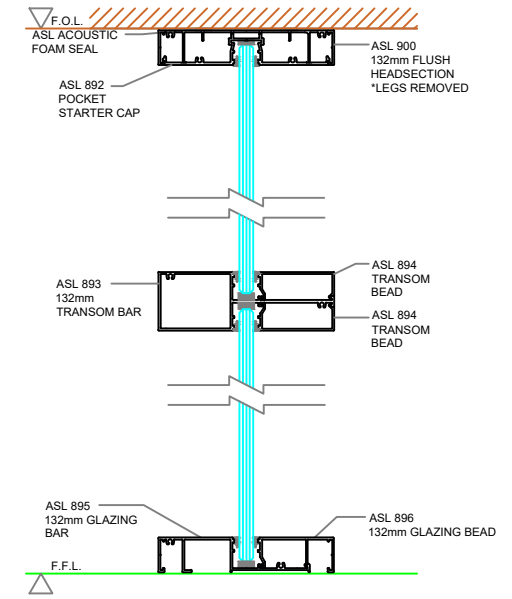 F.O.L.
ASL ACOUSTIC
FOAM SEAL
ASL 892
POCKET
STARTER CAP
ASL 900
132mm FLUSH
HEADSECTION
*LEGS REMOVED
ASL 893
132mm
TRANSOM BAR
ASL 894
TRANSOM
BEAD
ASL 894
TRANSOM
BEAD
ASL 895
132mm GLAZING
BAR
ASL 896
132mm GLAZING BEAD
F.F.L.